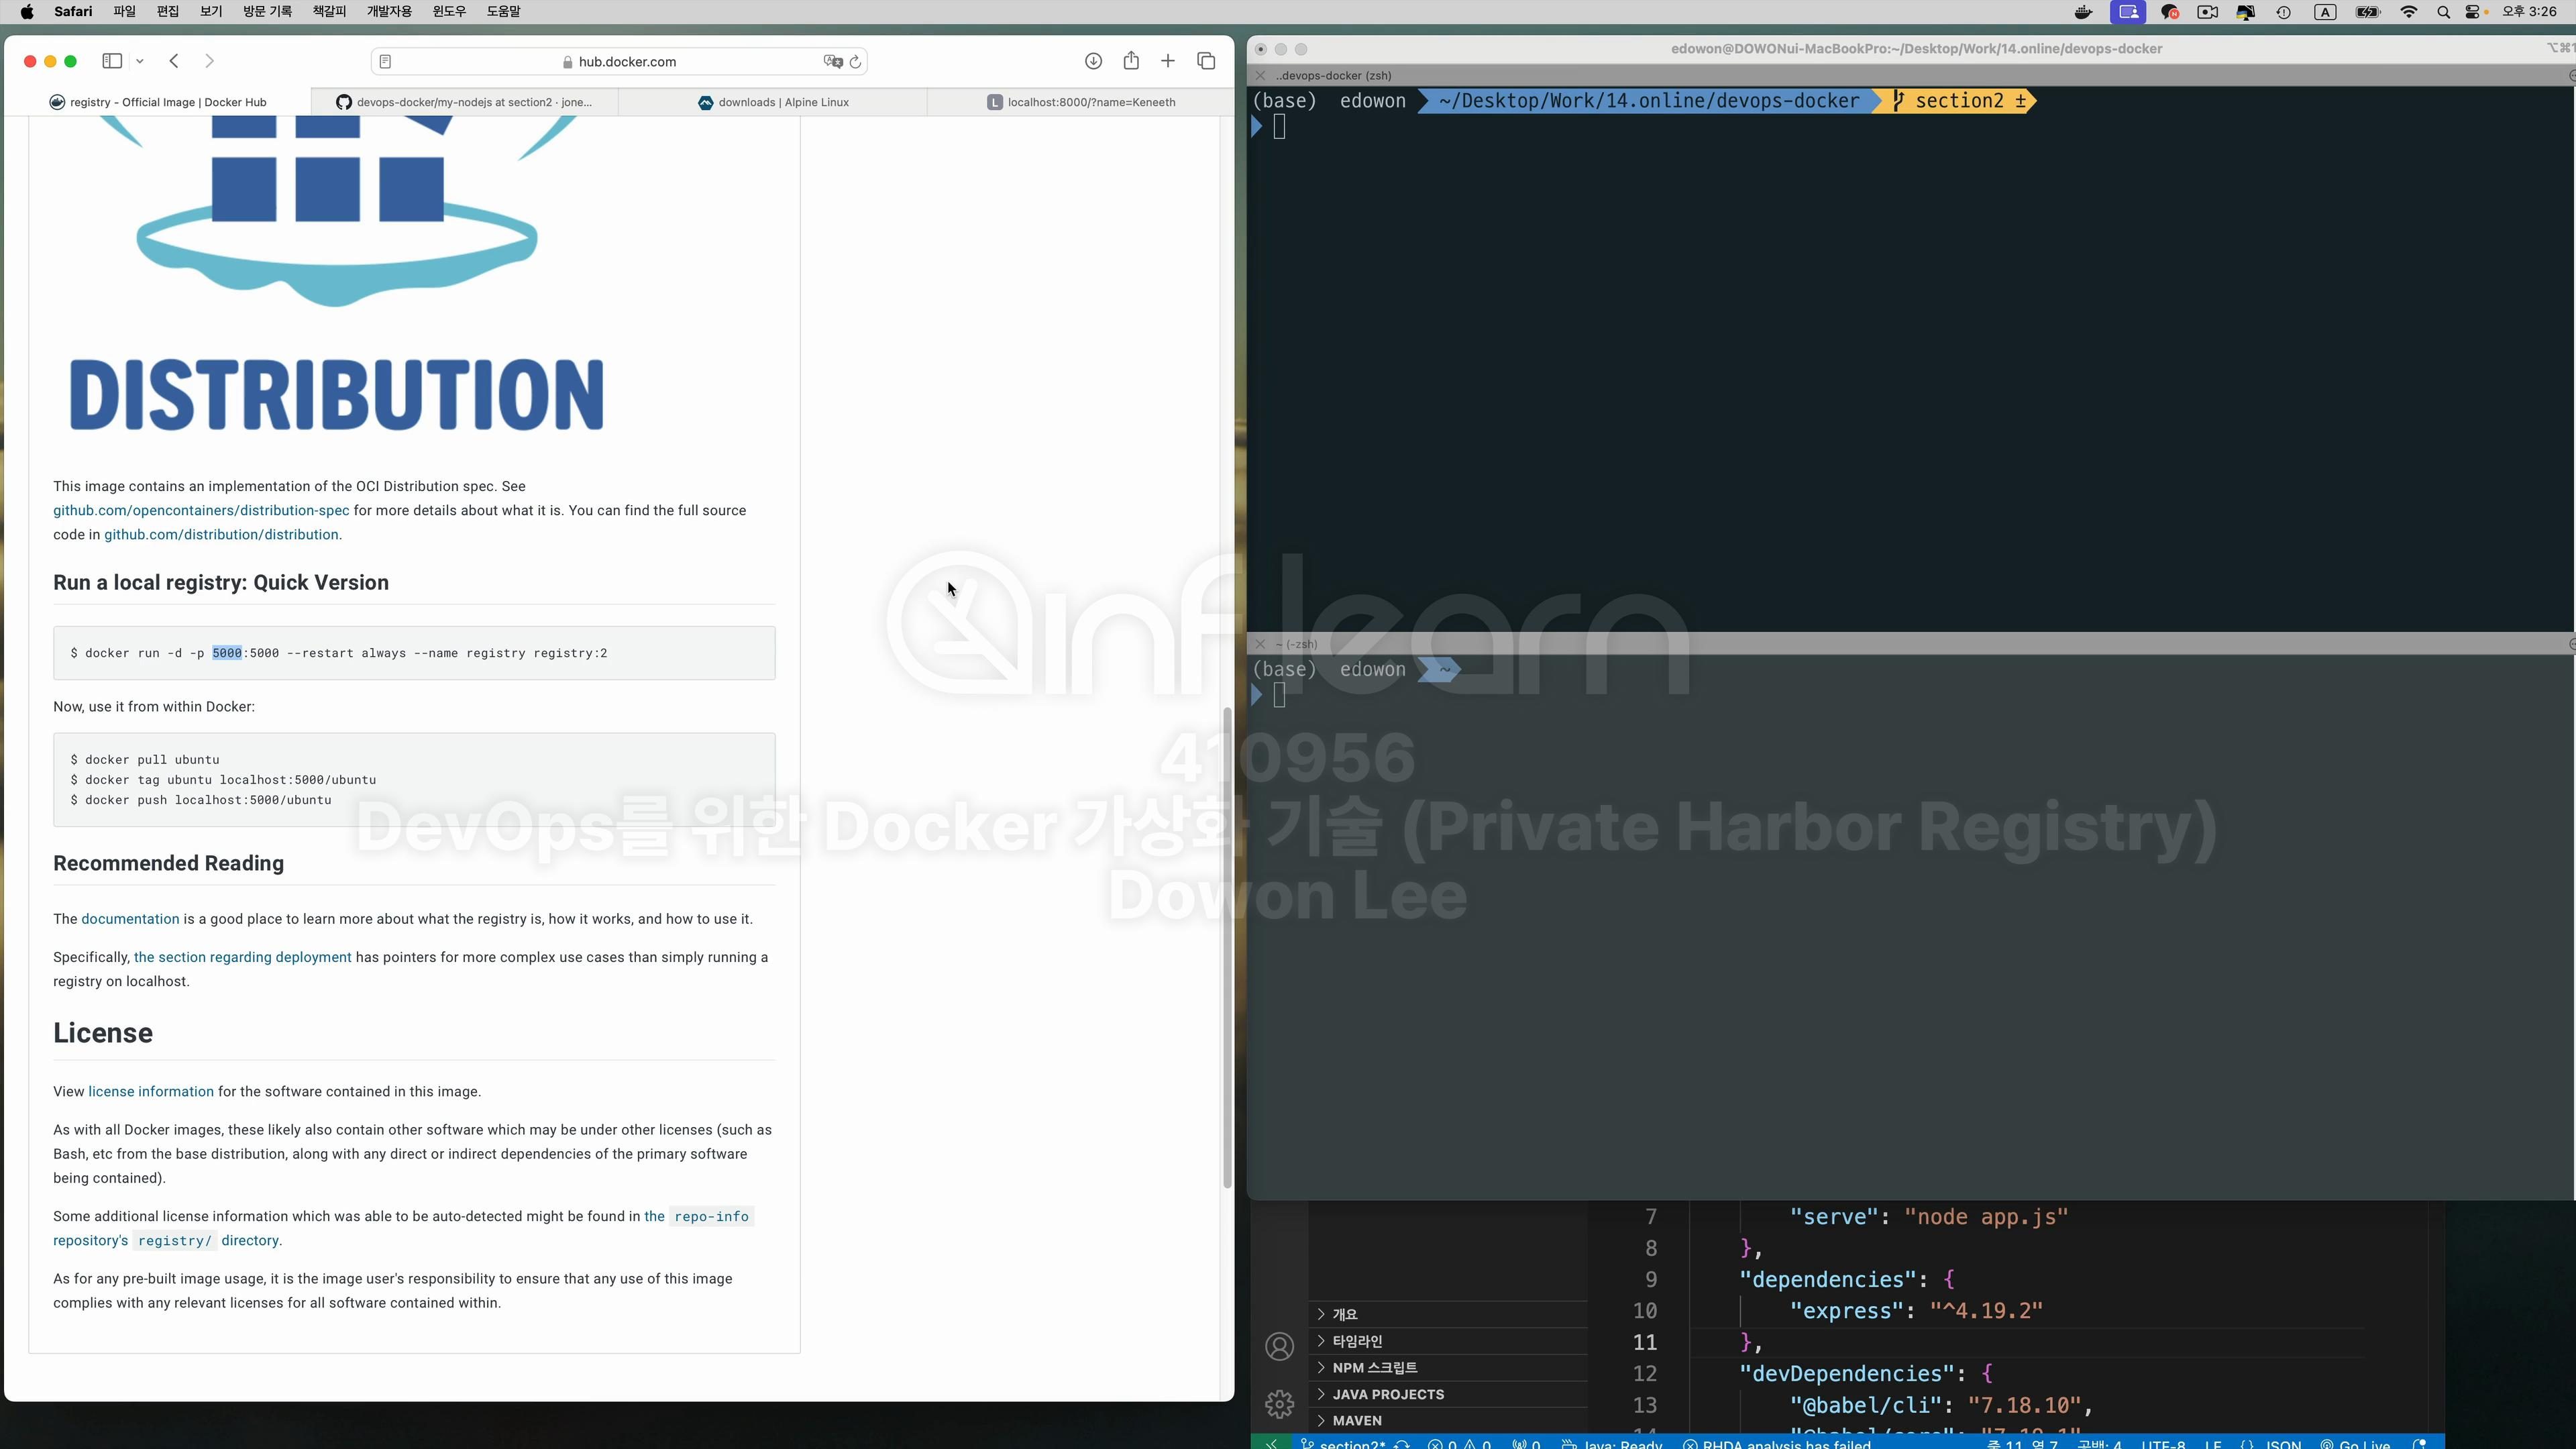 Safari 파일 편집 보기 방문 기록 책갈피 개발자용 윈도우 도움말
A 오후 3:26
hub.docker.com
registry - Official Image | Docker Hub
devops-docker/my-nodejs at section2 · jone...
downloads | Alpine Linux
L localhost:8000/?name=Keneeth
DISTRIBUTION
This image contains an implementation of the OCI Distribution spec. See
github.com/opencontainers/distribution-spec for more details about what it is. You can find the full source
code in github.com/distribution/distribution.
Run a local registry: Quick Version
$ docker run -d -p 5000:5000 --restart always --name registry registry:2
Now, use it from within Docker:
$ docker pull ubuntu
$ docker tag ubuntu localhost:5000/ubuntu
$ docker push localhost:5000/ubuntu
Recommended Reading
The documentation is a good place to learn more about what the registry is, how it works, and how to use it.
Specifically, the section regarding deployment has pointers for more complex use cases than simply running a
registry on localhost.
License
View license information for the software contained in this image.
As with all Docker images, these likely also contain other software which may be under other licenses (such as
Bash, etc from the base distribution, along with any direct or indirect dependencies of the primary software
being contained).
Some additional license information which was able to be auto-detected might be found in the repo-info
repository's registry/ directory.
As for any pre-built image usage, it is the image user's responsibility to ensure that any use of this image
complies with any relevant licenses for all software contained within.
edowon@DOWONui-MacBookPro:~/Desktop/Work/14.online/devops-docker
..devops-docker (zsh)
(base) edowon ~/Desktop/Work/14.online/devops-docker section2 ±
~ (-zsh)
(base) edowon ~
inflearn
410956
DevOps를 위한 Docker 가상화 기술 (Private Harbor Registry)
Dowon Lee
개요
타임라인
NPM 스크립트
JAVA PROJECTS
MAVEN
7 "serve": "node app.js"
8 },
9 "dependencies": {
10 "express": "^4.19.2"
11 },
12 "devDependencies": {
13 "@babel/cli": "7.18.10",
section2* 0 0 0 Java: Ready RHDA analysis has failed 줄 11, 열 7 공백: 4 UTF-8 LF {} JSON Go Live